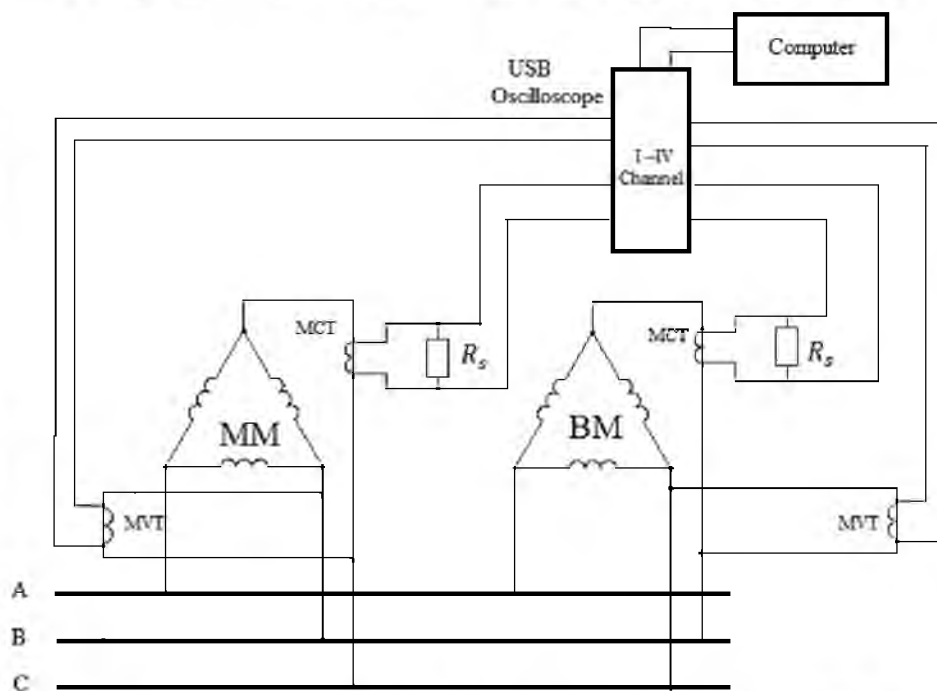 Computer
USB
Oscilloscope
I–IV
Channel
MCT
R_s
MCT
R_s
MM
BM
MVT
MVT
A
B
C